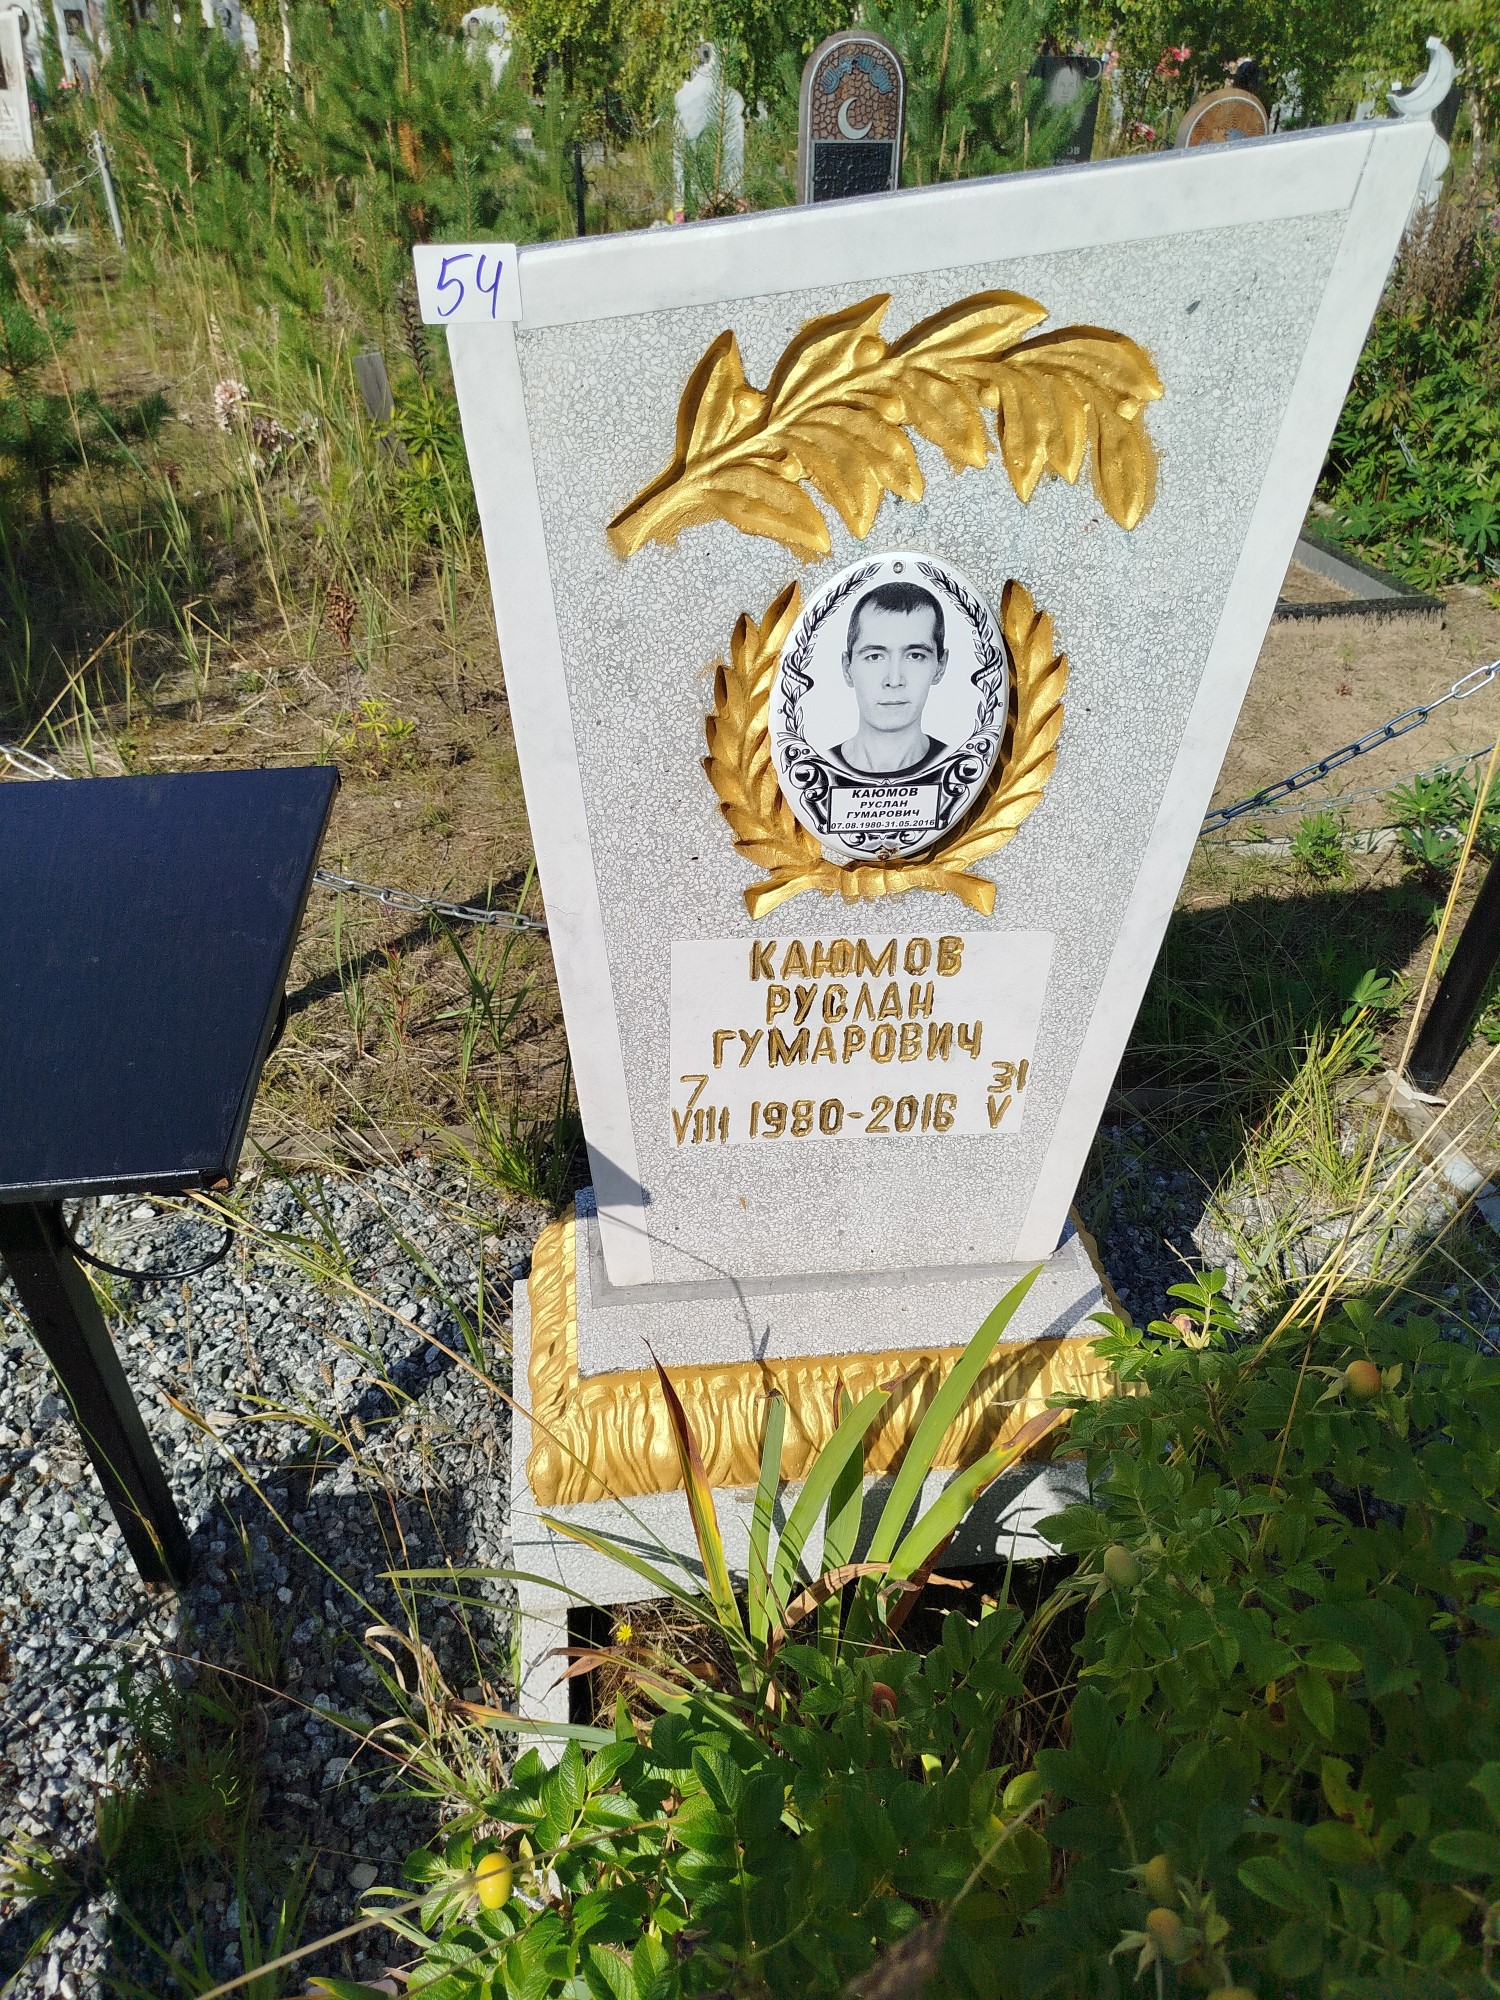 54
КАЮМОВ
РУСЛАН
ГУМАРОВИЧ
07.08.1980-31.05.2016
КАЮМОВ
РУСЛАН
ГУМАРОВИЧ
7 31
VIII 1980-2016 V